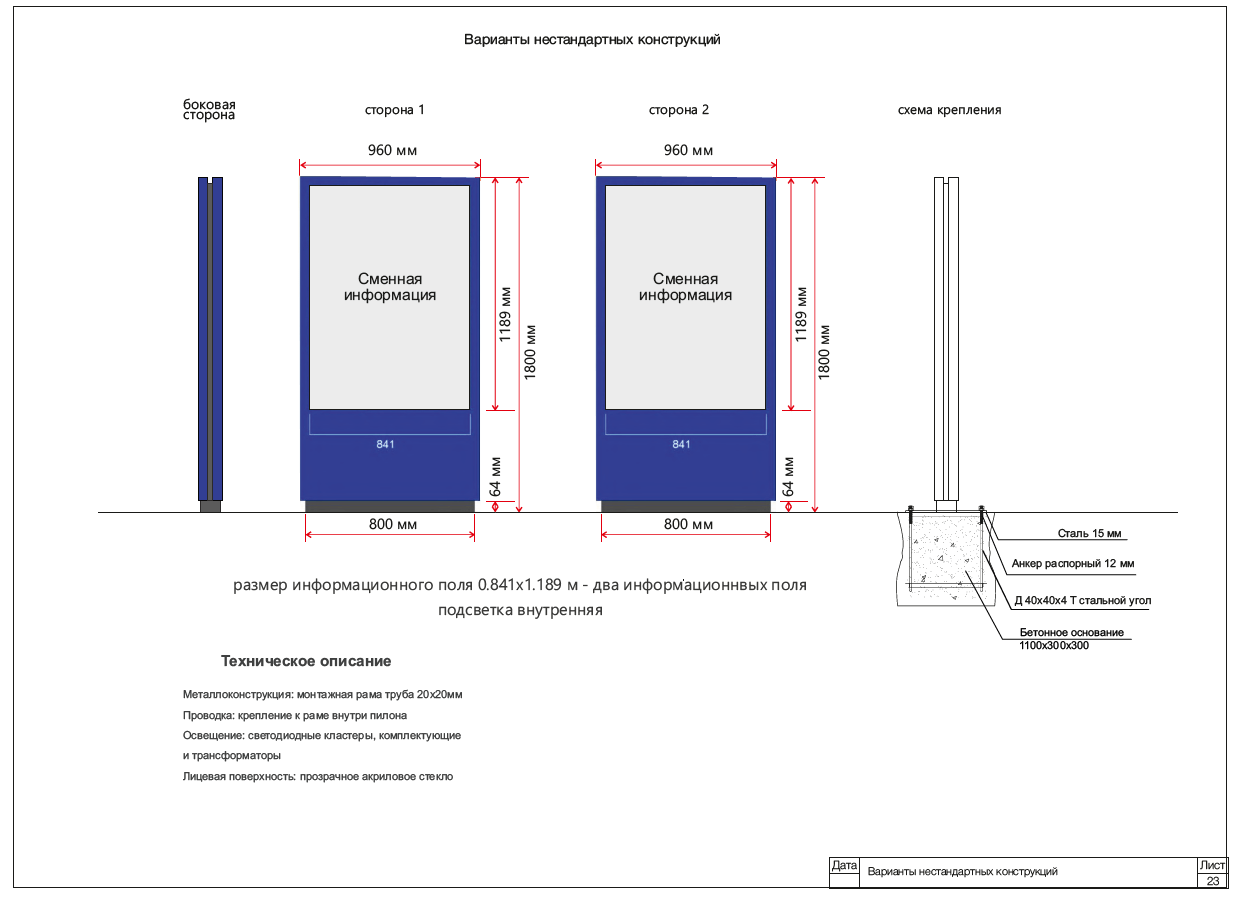 Варианты нестандартных конструкций
боковая
сторона
сторона 1
сторона 2
схема крепления
960 мм
960 мм
Сменная
информация
Сменная
информация
1189 мм
1800 мм
1189 мм
1800 мм
841
841
64 мм
64 мм
800 мм
800 мм
Сталь 15 мм
Анкер распорный 12 мм
Д 40х40х4 Т стальной угол
Бетонное основание
1100х300х300
размер информационного поля 0.841х1.189 м - два информационнвых поля
подсветка внутренняя
Техническое описание
Металлоконструкция: монтажная рама труба 20х20мм
Проводка: крепление к раме внутри пилона
Освещение: светодиодные кластеры, комплектующие
и трансформаторы
Лицевая поверхность: прозрачное акриловое стекло
Дата
Варианты нестандартных конструкций
Лист
23